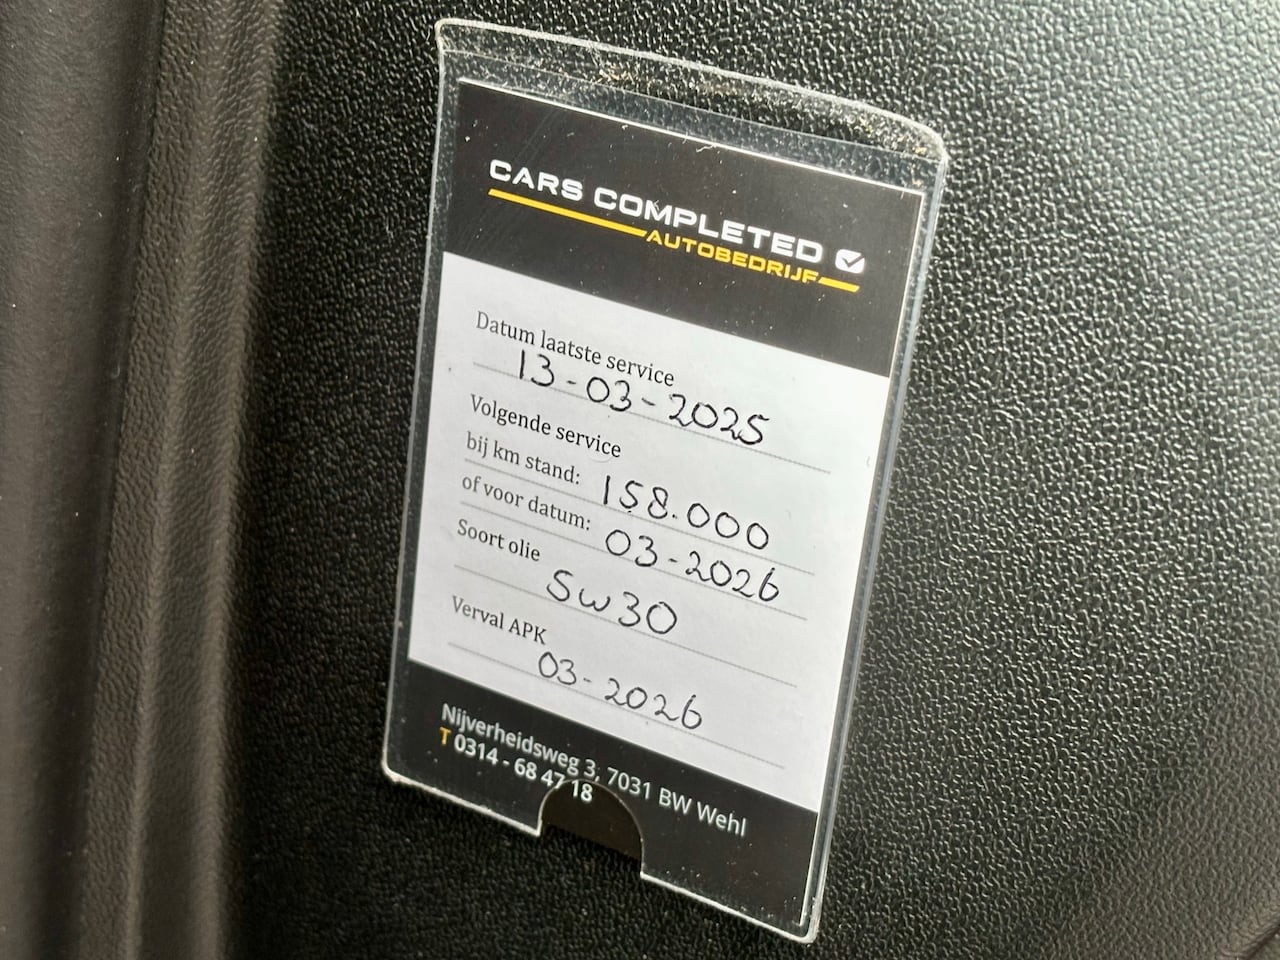 CARS COMPLETED
AUTOBEDRIJF
Datum laatste service
13-03-2025
Volgende service
bij km stand: 158.000
of voor datum: 03-2026
Soort olie
5w30
Verval APK
03-2026
Nijverheidsweg 3, 7031 BW Wehl
T 0314 - 68 47 18